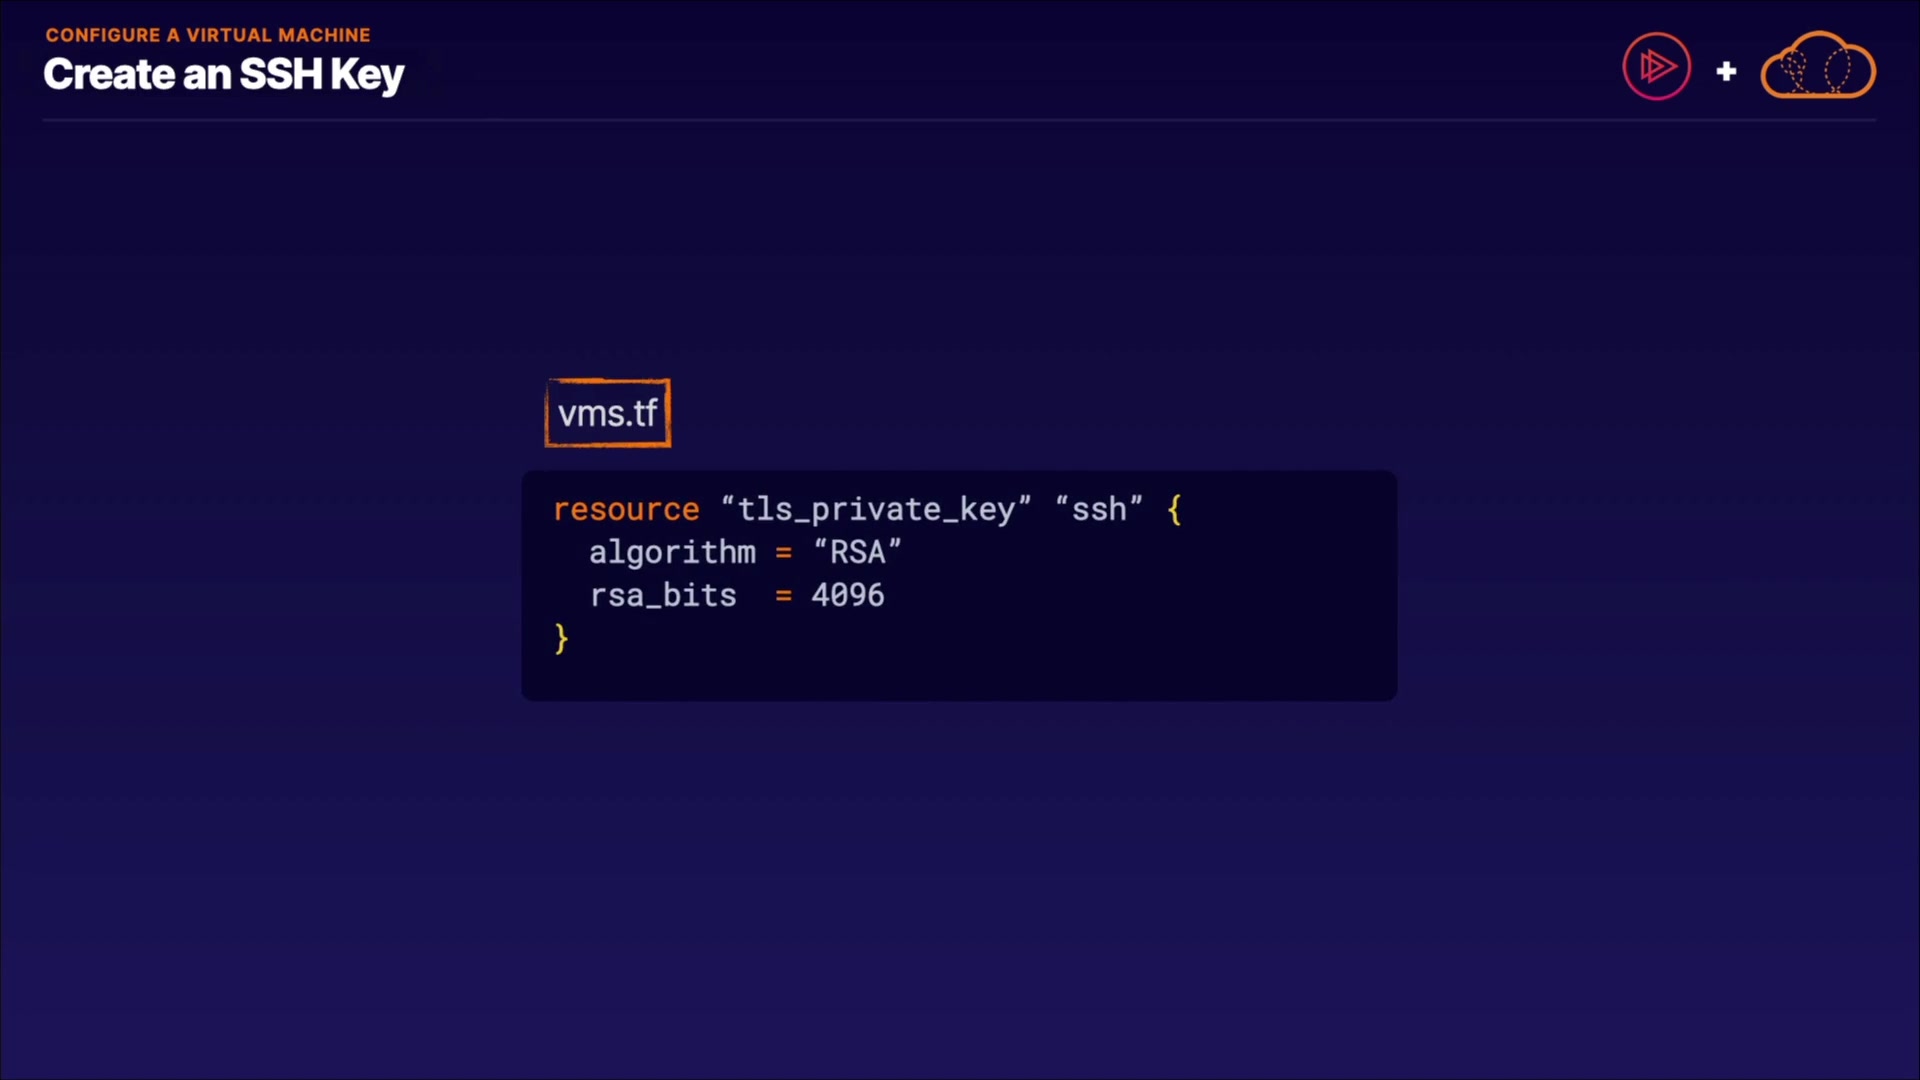 CONFIGURE A VIRTUAL MACHINE
Create an SSH Key
+
vms.tf
resource “tls_private_key” “ssh” {
  algorithm = “RSA”
  rsa_bits  = 4096
}